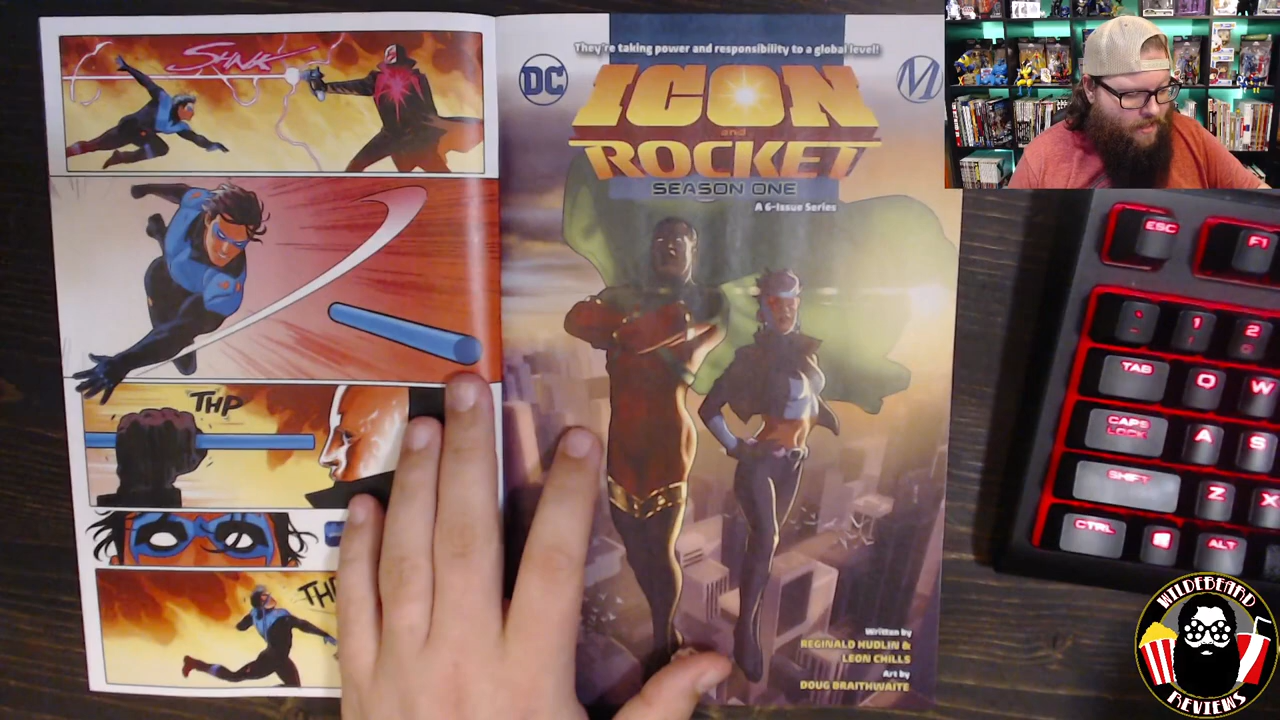 SHNK
THP
They're taking power and responsibility to a global level!
DC
M
ICON
and
ROCKET
SEASON ONE
A 6-Issue Series
Written by
REGINALD HUDLIN &
LEON CHILLS
Art by
DOUG BRAITHWAITE
ESC
F1
1
2
TAB
Q
W
CAPS
LOCK
A
S
SHIFT
Z
X
CTRL
ALT
WILDEBEARD
REVIEWS